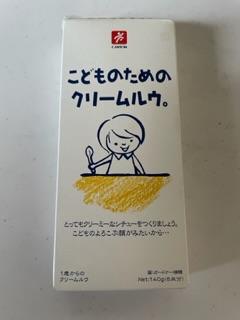 CANYON
こどものための
クリームルウ。
とってもクリーミーなシチューをつくりましょう。
こどものよろこぶ顔がみたいから…
1歳からの
クリームルウ
Net.140g(5皿分)